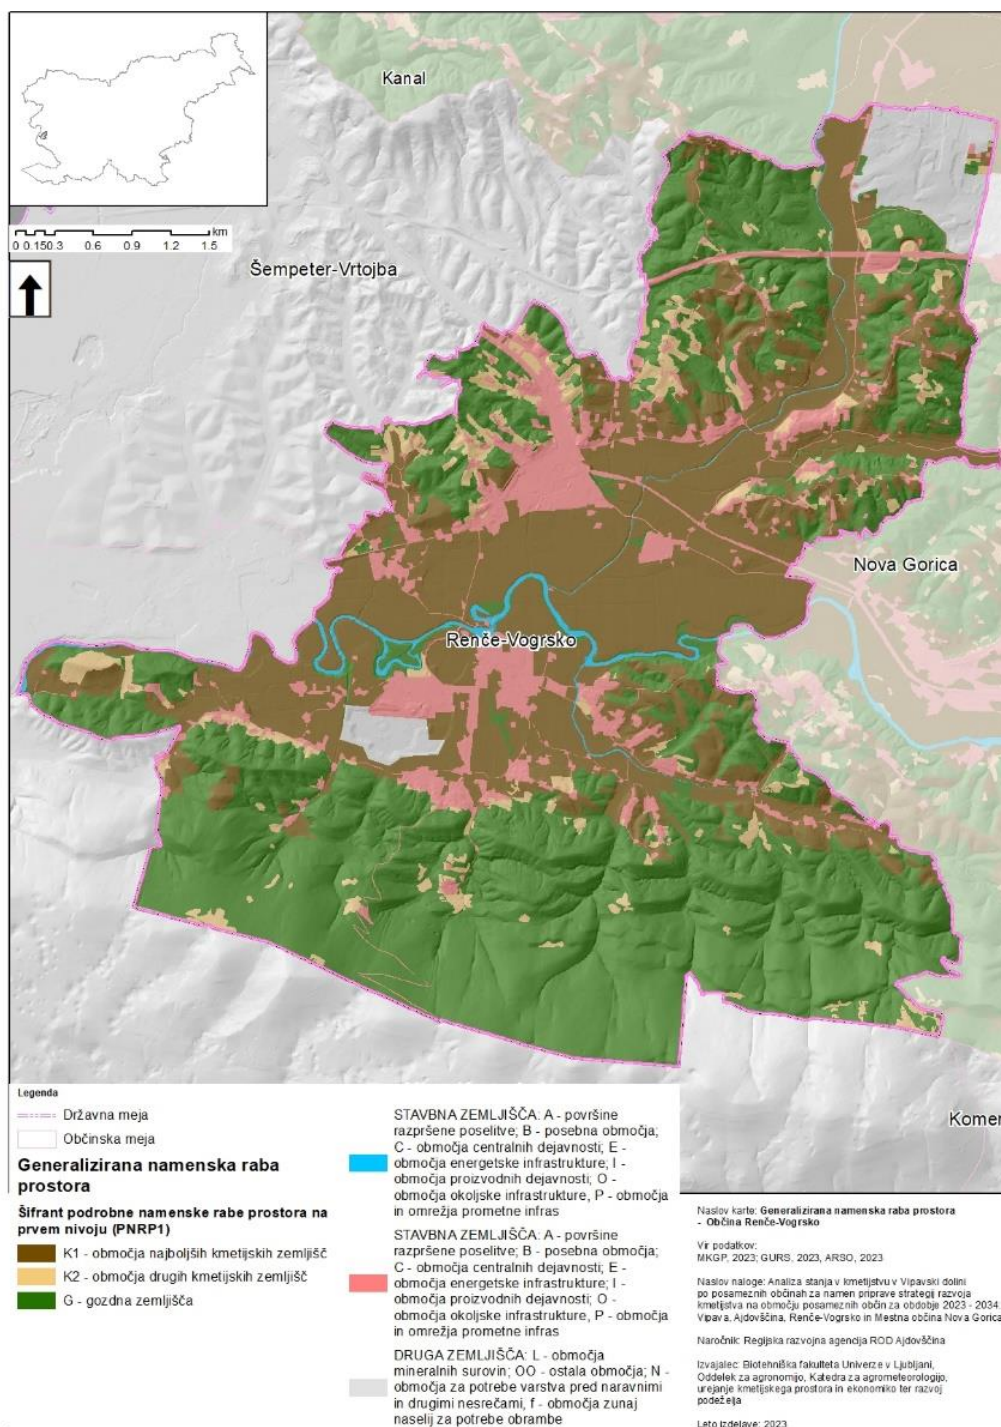 Kanal
km
0 0.150.3 0.6 0.9 1.2 1.5
Šempeter-Vrtojba
Nova Gorica
Renče-Vogrsko
Komen
Legenda
Državna meja
Občinska meja
Generalizirana namenska raba
prostora
Šifrant podrobne namenske rabe prostora na
prvem nivoju (PNRP1)
K1 - območja najboljših kmetijskih zemljišč
K2 - območja drugih kmetijskih zemljišč
G - gozdna zemljišča
STAVBNA ZEMLJIŠČA: A - površine
razpršene poselitve; B - posebna območja;
C - območja centralnih dejavnosti; E -
območja energetske infrastrukture; I -
območja proizvodnih dejavnosti; O -
območja okoljske infrastrukture, P - območja
in omrežja prometne infras
STAVBNA ZEMLJIŠČA: A - površine
razpršene poselitve; B - posebna območja;
C - območja centralnih dejavnosti; E -
območja energetske infrastrukture; I -
območja proizvodnih dejavnosti; O -
območja okoljske infrastrukture, P - območja
in omrežja prometne infras
DRUGA ZEMLJIŠČA: L - območja
mineralnih surovin; OO - ostala območja; N -
območja za potrebe varstva pred naravnimi
in drugimi nesrečami, f - območja zunaj
naselij za potrebe obrambe
Naslov karte: Generalizirana namenska raba prostora
- Občina Renče-Vogrsko
Vir podatkov:
MKGP, 2023; GURS, 2023, ARSO, 2023
Naslov naloge: Analiza stanja v kmetijstvu v Vipavski dolini
po posameznih občinah za namen priprave strategij razvoja
kmetijstva na območju posameznih občin za obdobje 2023 - 2034:
Vipava, Ajdovščina, Renče-Vogrsko in Mestna občina Nova Gorica
Naročnik: Regijska razvojna agencija ROD Ajdovščina
Izvajalec: Biotehniška fakulteta Univerze v Ljubljani,
Oddelek za agronomijo, Katedra za agrometeorologijo,
urejanje kmetijskega prostora in ekonomiko ter razvoj
podeželja
Leto izdelave: 2023